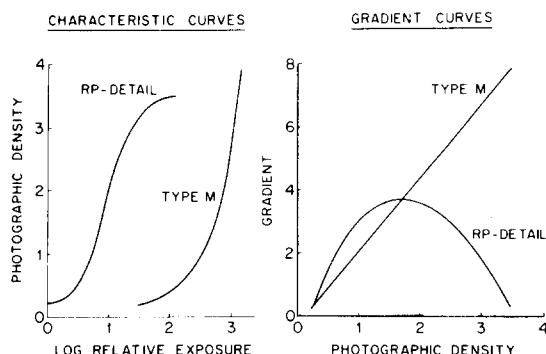 CHARACTERISTIC CURVES
PHOTOGRAPHIC DENSITY
4
3
2
1
0
RP-DETAIL
TYPE M
0 1 2 3
LOG RELATIVE EXPOSURE
GRADIENT CURVES
GRADIENT
8
6
4
2
0
TYPE M
RP-DETAIL
0 1 2 3 4
PHOTOGRAPHIC DENSITY